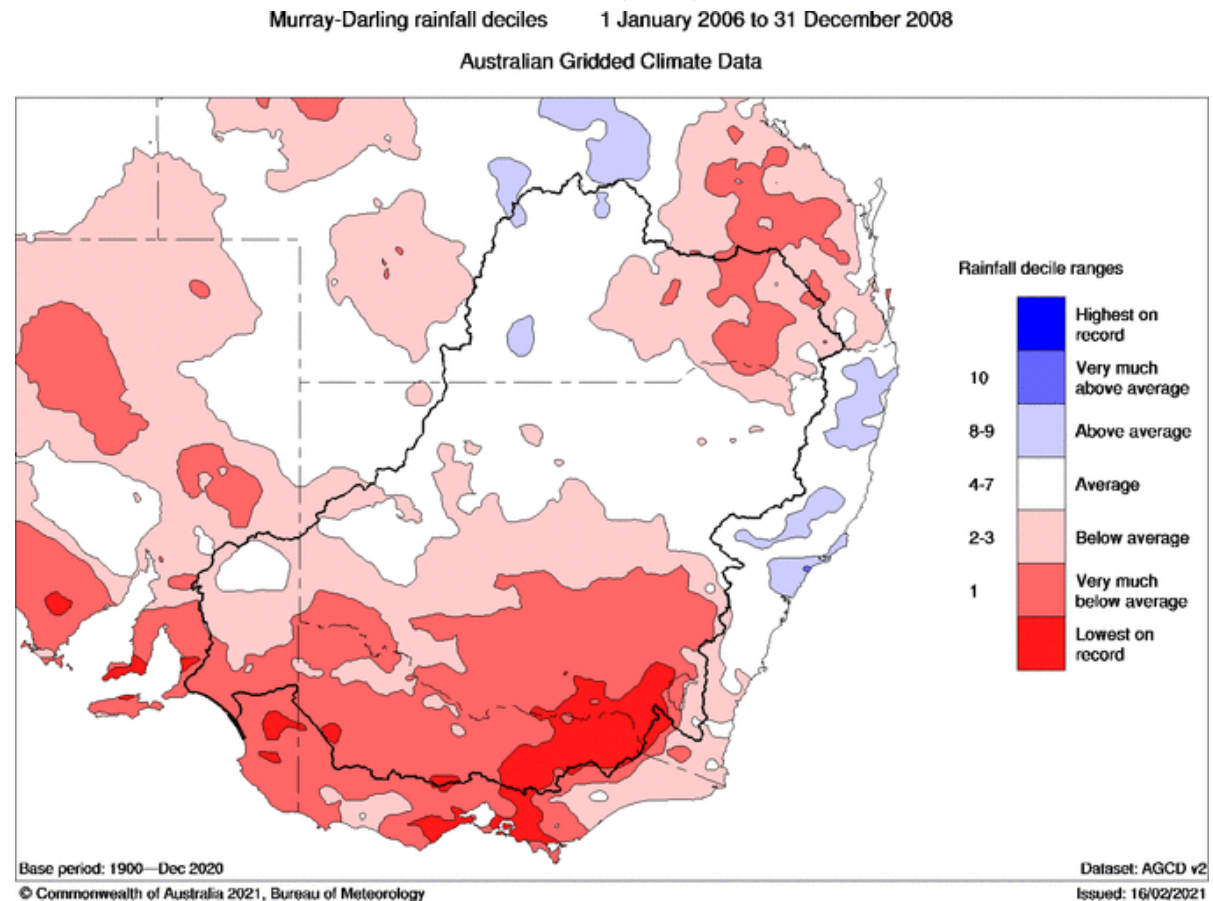 Murray-Darling rainfall deciles 1 January 2006 to 31 December 2008
Australian Gridded Climate Data
Rainfall decile ranges
Highest on
record
10
Very much
above average
8-9
Above average
4-7
Average
2-3
Below average
1
Very much
below average
Lowest on
record
Base period: 1900—Dec 2020
Dataset: AGCD v2
© Commonwealth of Australia 2021, Bureau of Meteorology
Issued: 16/02/2021